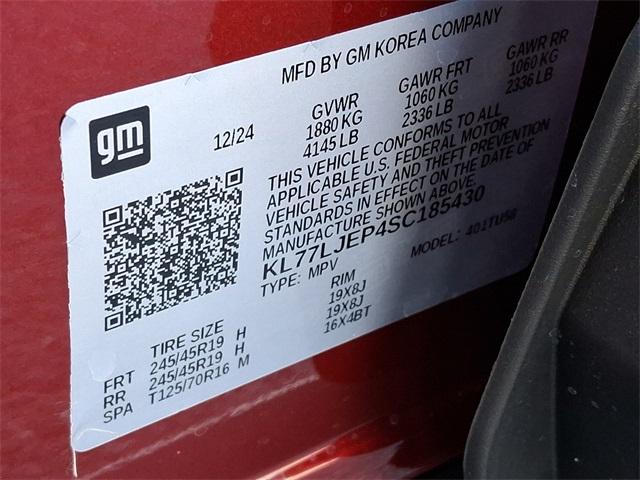 MFD BY GM KOREA COMPANY
gm
12/24
GVWR GAWR FRT GAWR RR
1880 KG 1060 KG 1060 KG
4145 LB 2336 LB 2336 LB
THIS VEHICLE CONFORMS TO ALL
APPLICABLE U.S. FEDERAL MOTOR
VEHICLE SAFETY AND THEFT PREVENTION
STANDARDS IN EFFECT ON THE DATE OF
MANUFACTURE SHOWN ABOVE.
KL77LJEP4SC185430
TYPE: MPV MODEL: 401TU58
TIRE SIZE RIM
FRT 245/45R19 H 19X8J
RR 245/45R19 H 19X8J
SPA T125/70R16 M 16X4BT